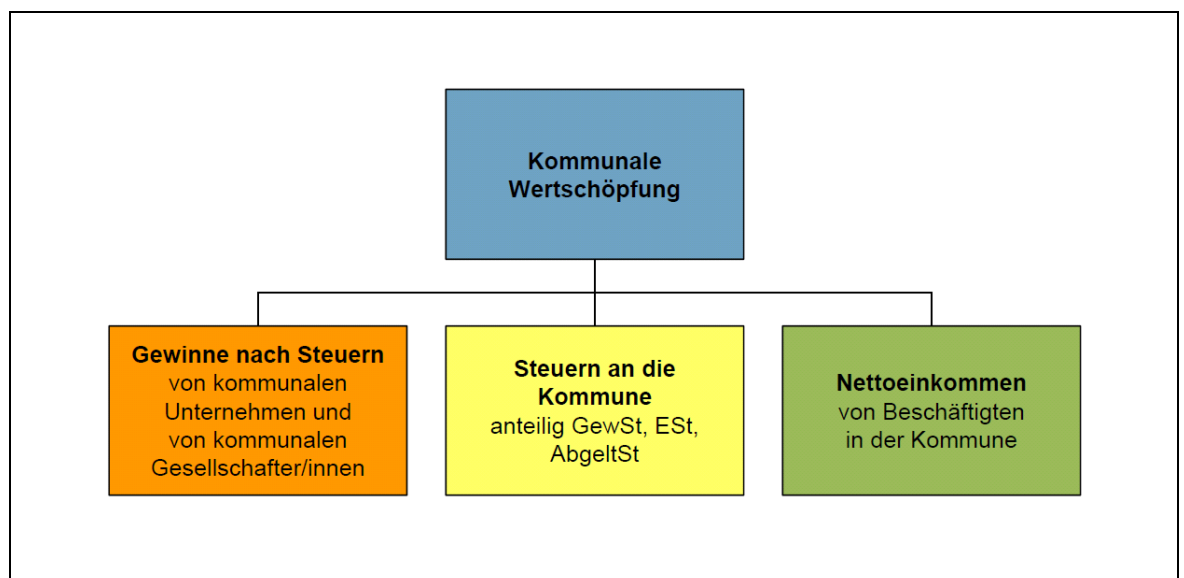 Kommunale
Wertschöpfung
Gewinne nach Steuern
von kommunalen
Unternehmen und
von kommunalen
Gesellschafter/innen
Steuern an die
Kommune
anteilig GewSt, ESt,
AbgeltSt
Nettoeinkommen
von Beschäftigten
in der Kommune